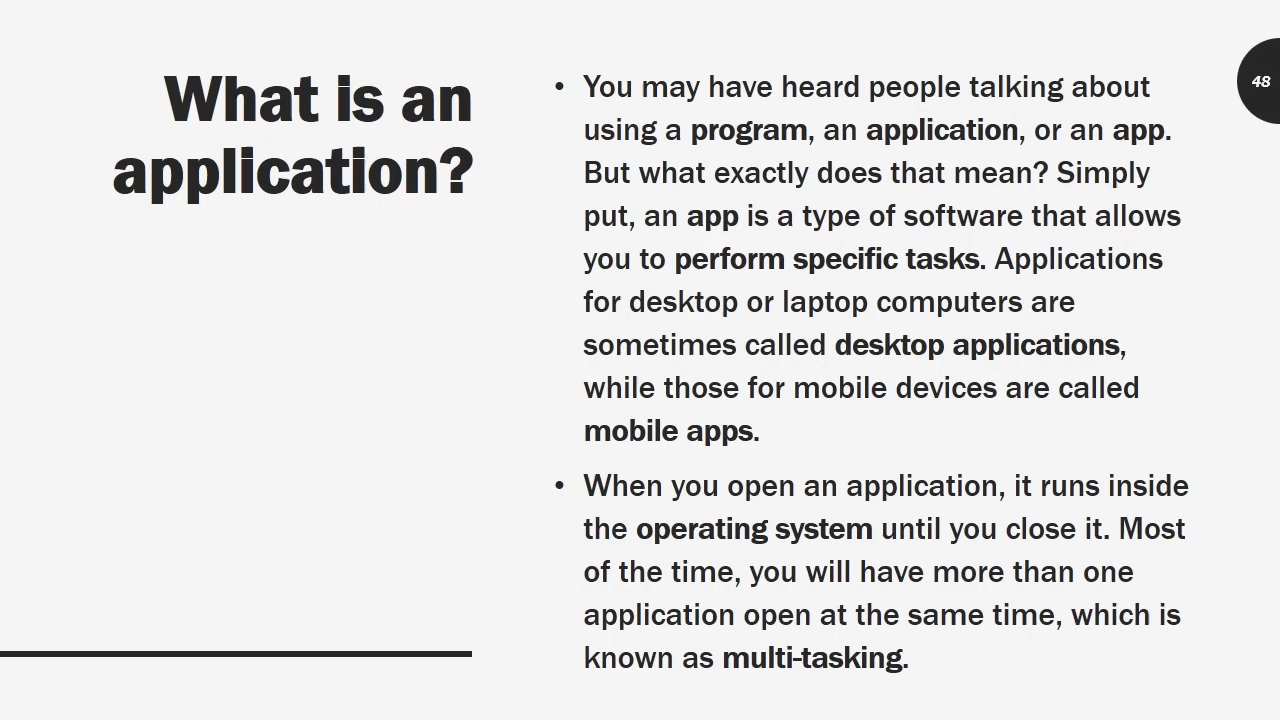 What is an
application?
• You may have heard people talking about
using a program, an application, or an app.
But what exactly does that mean? Simply
put, an app is a type of software that allows
you to perform specific tasks. Applications
for desktop or laptop computers are
sometimes called desktop applications,
while those for mobile devices are called
mobile apps.
• When you open an application, it runs inside
the operating system until you close it. Most
of the time, you will have more than one
application open at the same time, which is
known as multi-tasking.
48